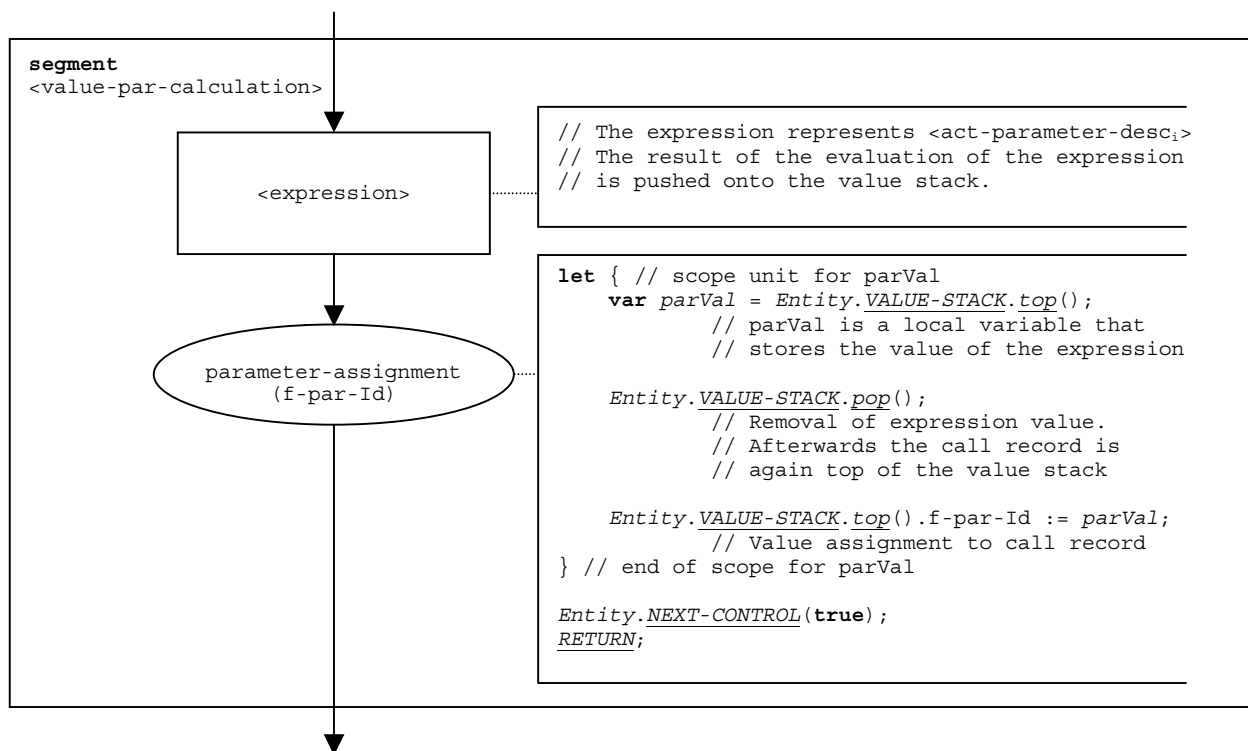 segment
<value-par-calculation>
<expression>
// The expression represents <act-parameter-descᵢ>
// The result of the evaluation of the expression
// is pushed onto the value stack.
parameter-assignment
(f-par-Id)
let { // scope unit for parVal
var parVal = Entity.VALUE-STACK.top();
// parVal is a local variable that
// stores the value of the expression
Entity.VALUE-STACK.pop();
// Removal of expression value.
// Afterwards the call record is
// again top of the value stack
Entity.VALUE-STACK.top().f-par-Id := parVal;
// Value assignment to call record
} // end of scope for parVal
Entity.NEXT-CONTROL(true);
RETURN;